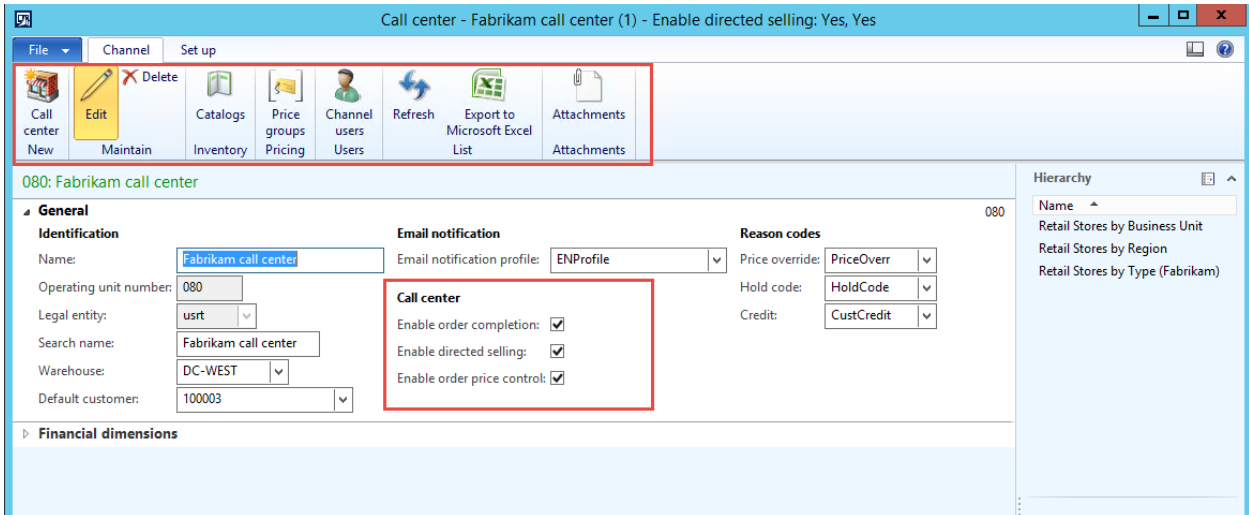 Call center - Fabrikam call center (1) - Enable directed selling: Yes, Yes
File Channel Set up
Call center
Edit
Delete
Catalogs
Price groups
Channel users
Refresh
Export to Microsoft Excel
Attachments
New Maintain Inventory Pricing Users List Attachments
080: Fabrikam call center
General 080
Identification
Name: Fabrikam call center
Operating unit number: 080
Legal entity: usrt
Search name: Fabrikam call center
Warehouse: DC-WEST
Default customer: 100003
Email notification
Email notification profile: ENProfile
Call center
Enable order completion:
Enable directed selling:
Enable order price control:
Reason codes
Price override: PriceOverr
Hold code: HoldCode
Credit: CustCredit
Financial dimensions
Hierarchy
Name
Retail Stores by Business Unit
Retail Stores by Region
Retail Stores by Type (Fabrikam)